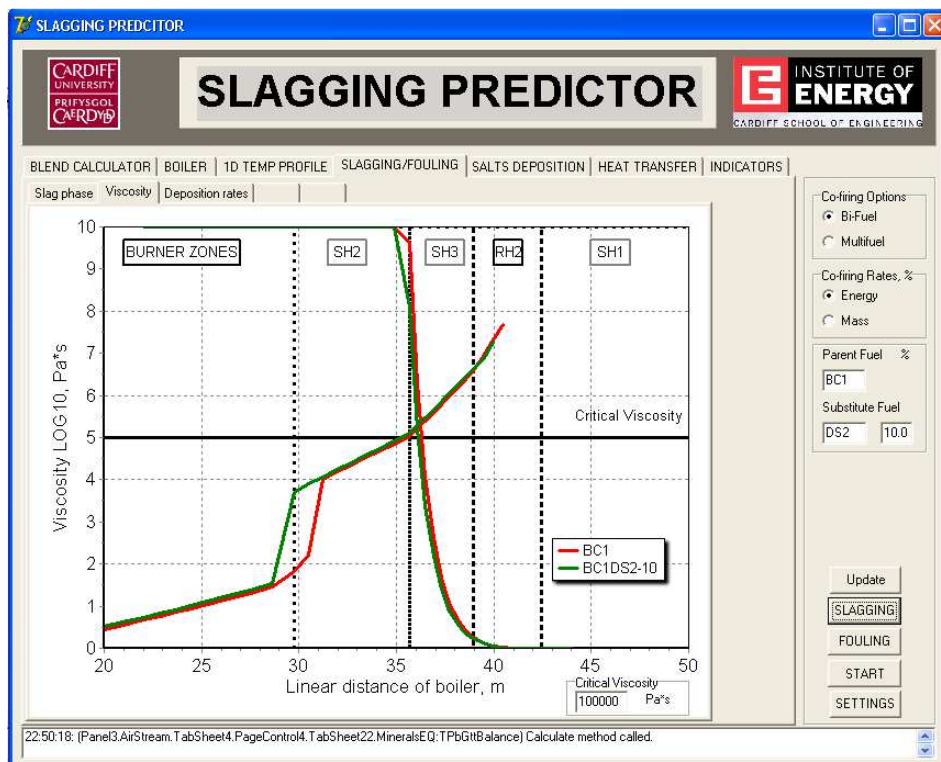 SLAGGING PREDCITOR
CARDIFF
UNIVERSITY
PRIFYSGOL
CAERDYDD
SLAGGING PREDICTOR
INSTITUTE OF
ENERGY
CARDIFF SCHOOL OF ENGINEERING
BLEND CALCULATOR BOILER 1D TEMP PROFILE SLAGGING/FOULING SALTS DEPOSITION HEAT TRANSFER INDICATORS
Slag phase Viscosity Deposition rates
Viscosity LOG10, Pa*s
10
9
8
7
6
5
4
3
2
1
0
BURNER ZONES SH2 SH3 RH2 SH1
Critical Viscosity
BC1
BC1DS2-10
20 25 30 35 40 45 50
Linear distance of boiler, m
Critical Viscosity
100000 Pa*s
Co-firing Options
Bi-Fuel
Multifuel
Co-firing Rates, %
Energy
Mass
Parent Fuel %
BC1
Substitute Fuel
DS2 10.0
Update
SLAGGING
FOULING
START
SETTINGS
22:50:18: (Panel3.AirStream.TabSheet4.PageControl4.TabSheet22.MineralsEQ:TPbGttBalance) Calculate method called.